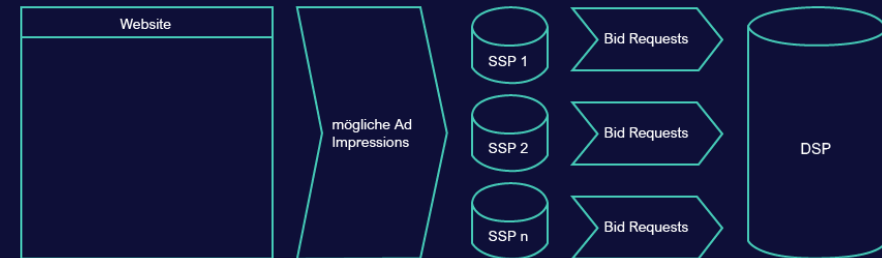 Website
mögliche Ad
Impressions
SSP 1
Bid Requests
SSP 2
Bid Requests
SSP n
Bid Requests
DSP